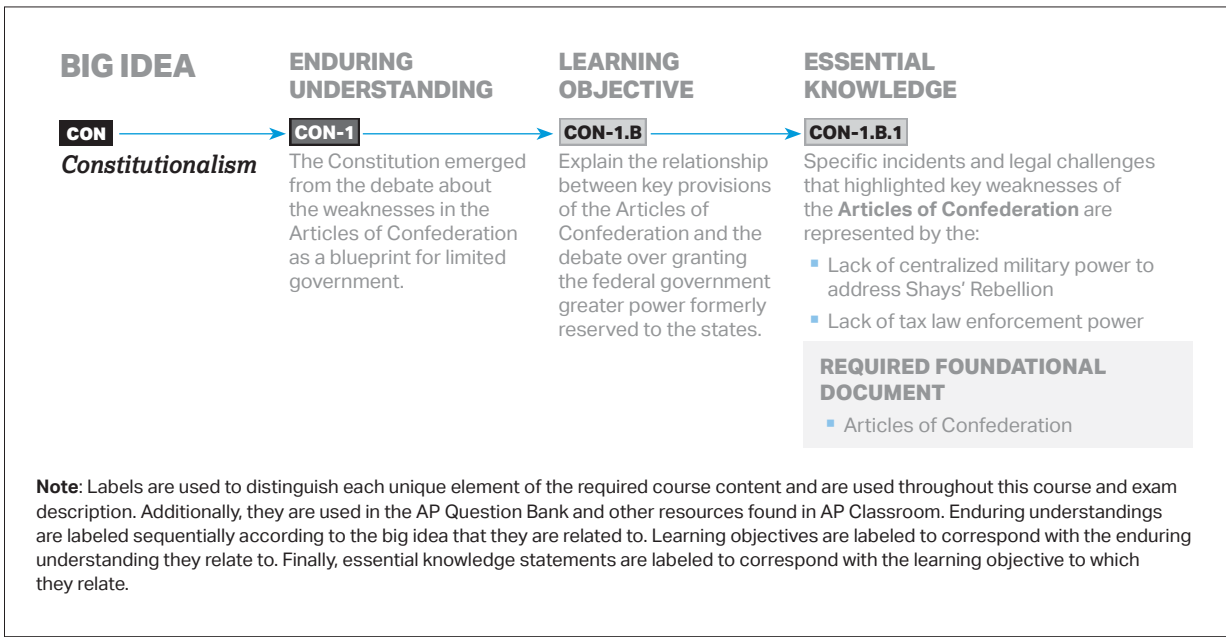 BIG IDEA
CON
Constitutionalism
ENDURING
UNDERSTANDING
CON-1
The Constitution emerged
from the debate about
the weaknesses in the
Articles of Confederation
as a blueprint for limited
government.
LEARNING
OBJECTIVE
CON-1.B
Explain the relationship
between key provisions
of the Articles of
Confederation and the
debate over granting
the federal government
greater power formerly
reserved to the states.
ESSENTIAL
KNOWLEDGE
CON-1.B.1
Specific incidents and legal challenges
that highlighted key weaknesses of
the Articles of Confederation are
represented by the:
▪ Lack of centralized military power to
address Shays’ Rebellion
▪ Lack of tax law enforcement power
REQUIRED FOUNDATIONAL
DOCUMENT
▪ Articles of Confederation
Note: Labels are used to distinguish each unique element of the required course content and are used throughout this course and exam
description. Additionally, they are used in the AP Question Bank and other resources found in AP Classroom. Enduring understandings
are labeled sequentially according to the big idea that they are related to. Learning objectives are labeled to correspond with the enduring
understanding they relate to. Finally, essential knowledge statements are labeled to correspond with the learning objective to which
they relate.